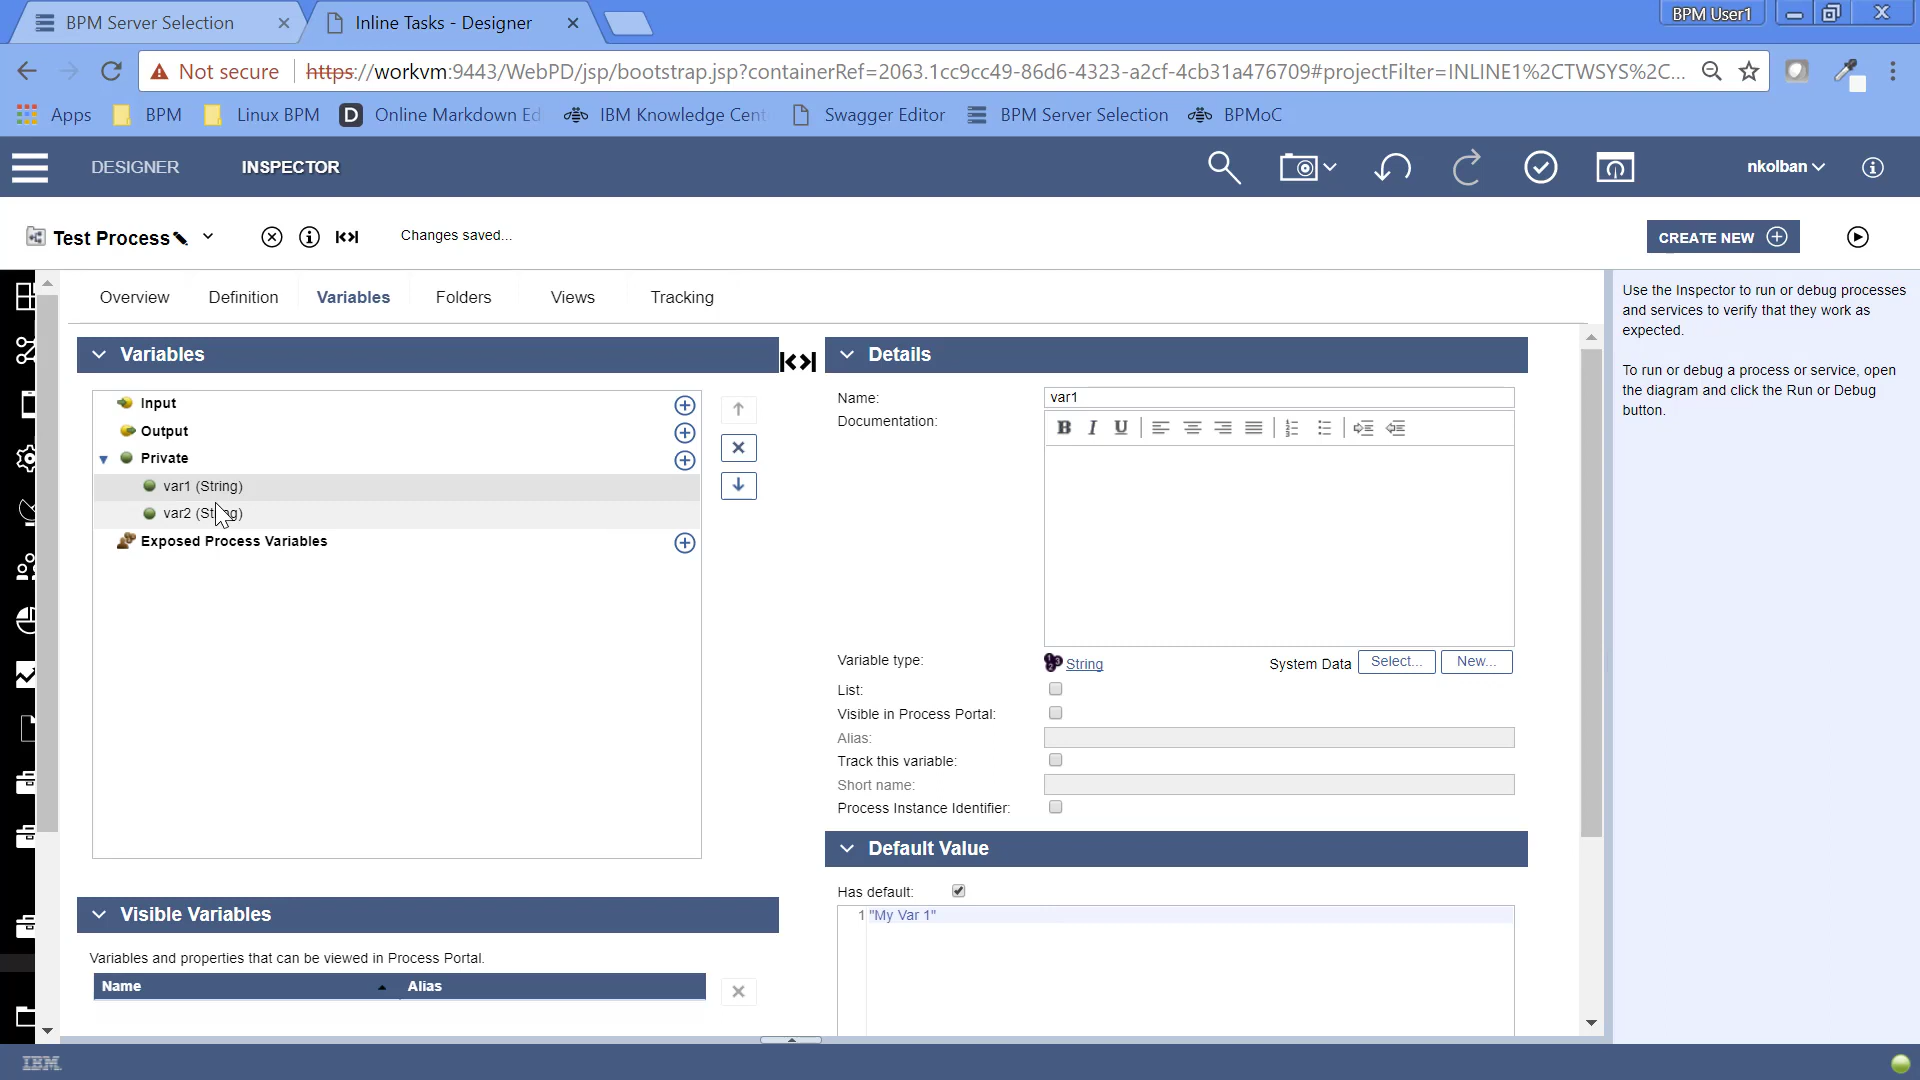 BPM Server Selection
Inline Tasks - Designer
BPM User1
Not secure
https://workvm:9443/WebPD/jsp/bootstrap.jsp?containerRef=2063.1cc9cc49-86d6-4323-a2cf-4cb31a476709#projectFilter=INLINE1%2CTWSYS%2C...
Apps
BPM
Linux BPM
Online Markdown Ed
IBM Knowledge Cent
Swagger Editor
BPM Server Selection
BPMoC
DESIGNER
INSPECTOR
nkolban
Test Process
Changes saved...
CREATE NEW
Overview
Definition
Variables
Folders
Views
Tracking
Variables
Input
Output
Private
var1 (String)
var2 (String)
Exposed Process Variables
Visible Variables
Variables and properties that can be viewed in Process Portal.
Name
Alias
Details
Name:
var1
Documentation:
B I U
Variable type:
String
System Data
Select...
New...
List:
Visible in Process Portal:
Alias:
Track this variable:
Short name:
Process Instance Identifier:
Default Value
Has default:
1 "My Var 1"
Use the Inspector to run or debug processes
and services to verify that they work as
expected.
To run or debug a process or service, open
the diagram and click the Run or Debug
button.
IBM